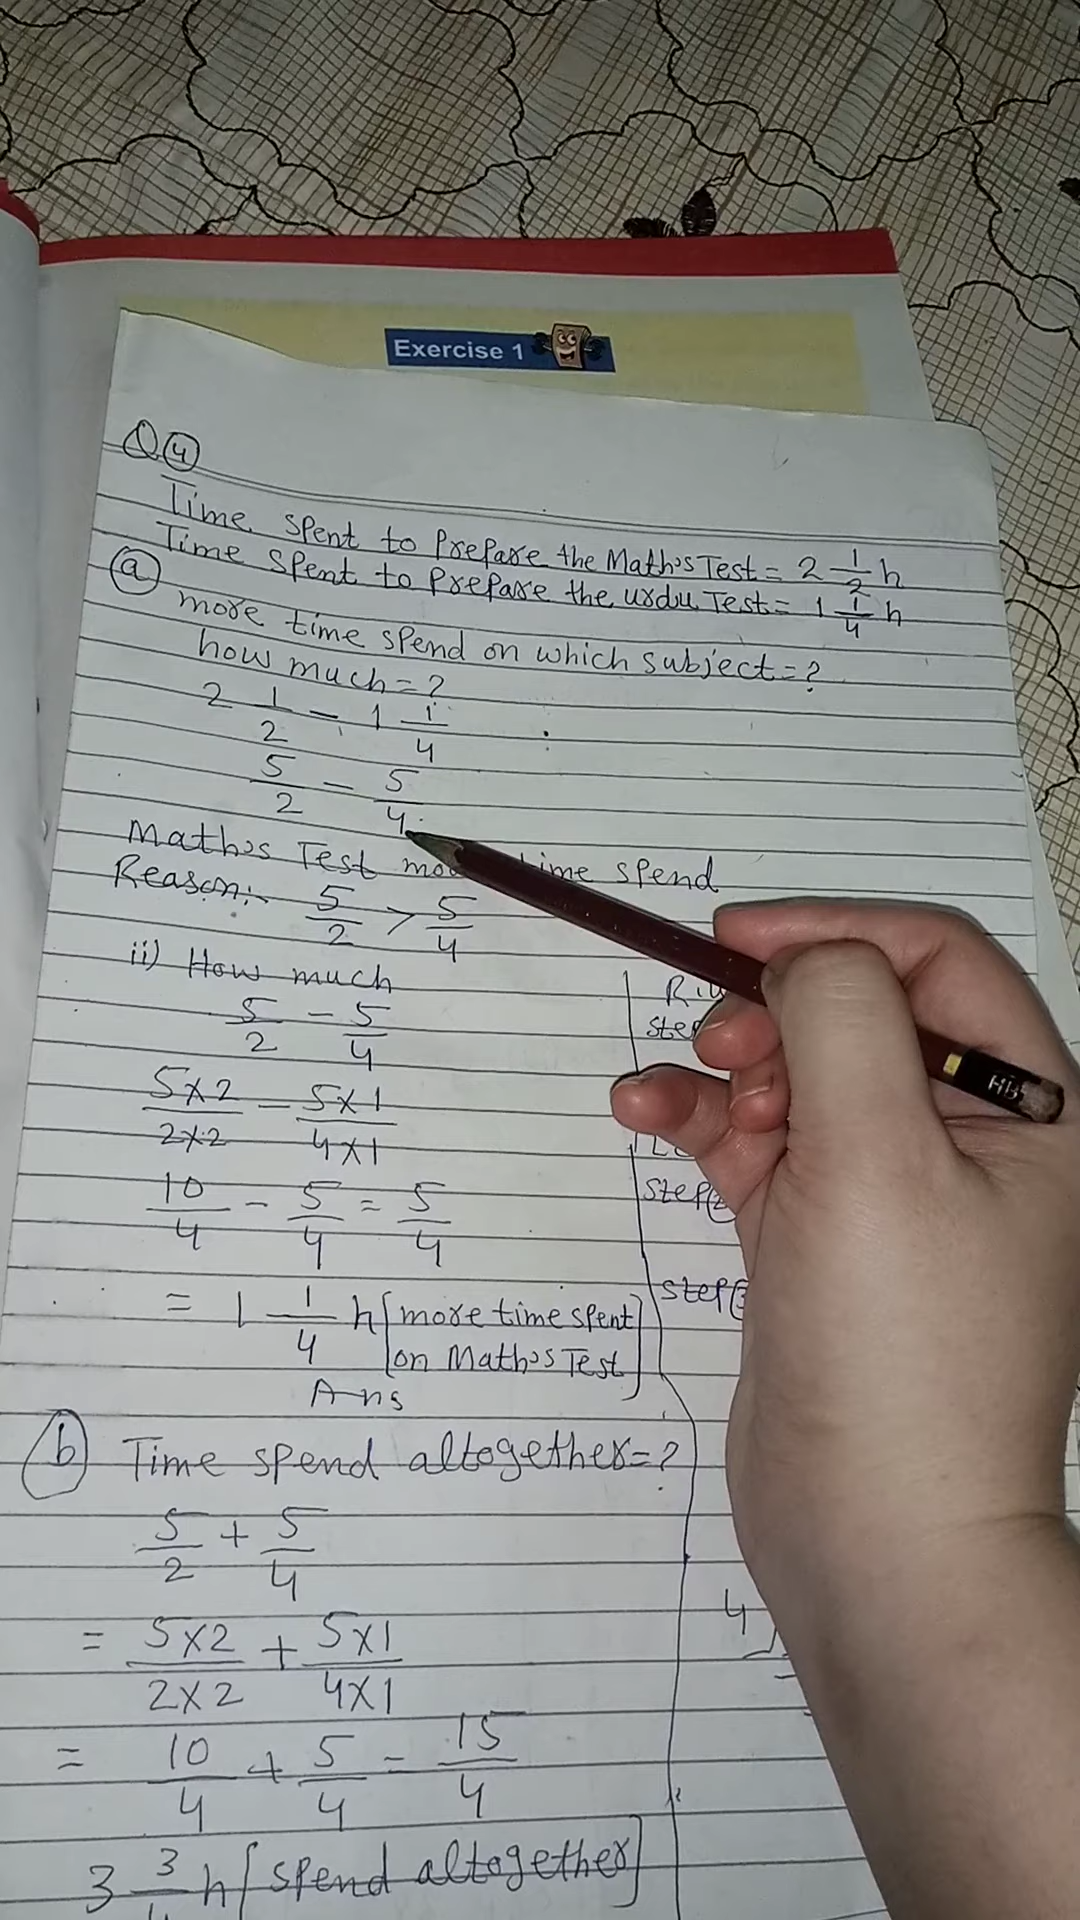 Exercise 1
Q 4
Time spent to Prepare the Maths Test = 2 1/2 h
Time spent to prepare the urdu Test = 1 1/4 h
a more time spend on which subject = ?
how much = ?
2 1/2 - 1 1/4
5/2 - 5/4
Maths Test time spend
Reason:- 5/2 > 5/4
ii) How much
5/2 - 5/4
5x2/2x2 - 5x1/4x1
10/4 - 5/4 = 5/4
= 1 1/4 h [more time spent
on Maths Test]
Ans
b Time spend altogether = ?
5/2 + 5/4
= 5x2/2x2 + 5x1/4x1
= 10/4 + 5/4 = 15/4
3 3/4 h [spend altogether]
Step
Step
4
HB